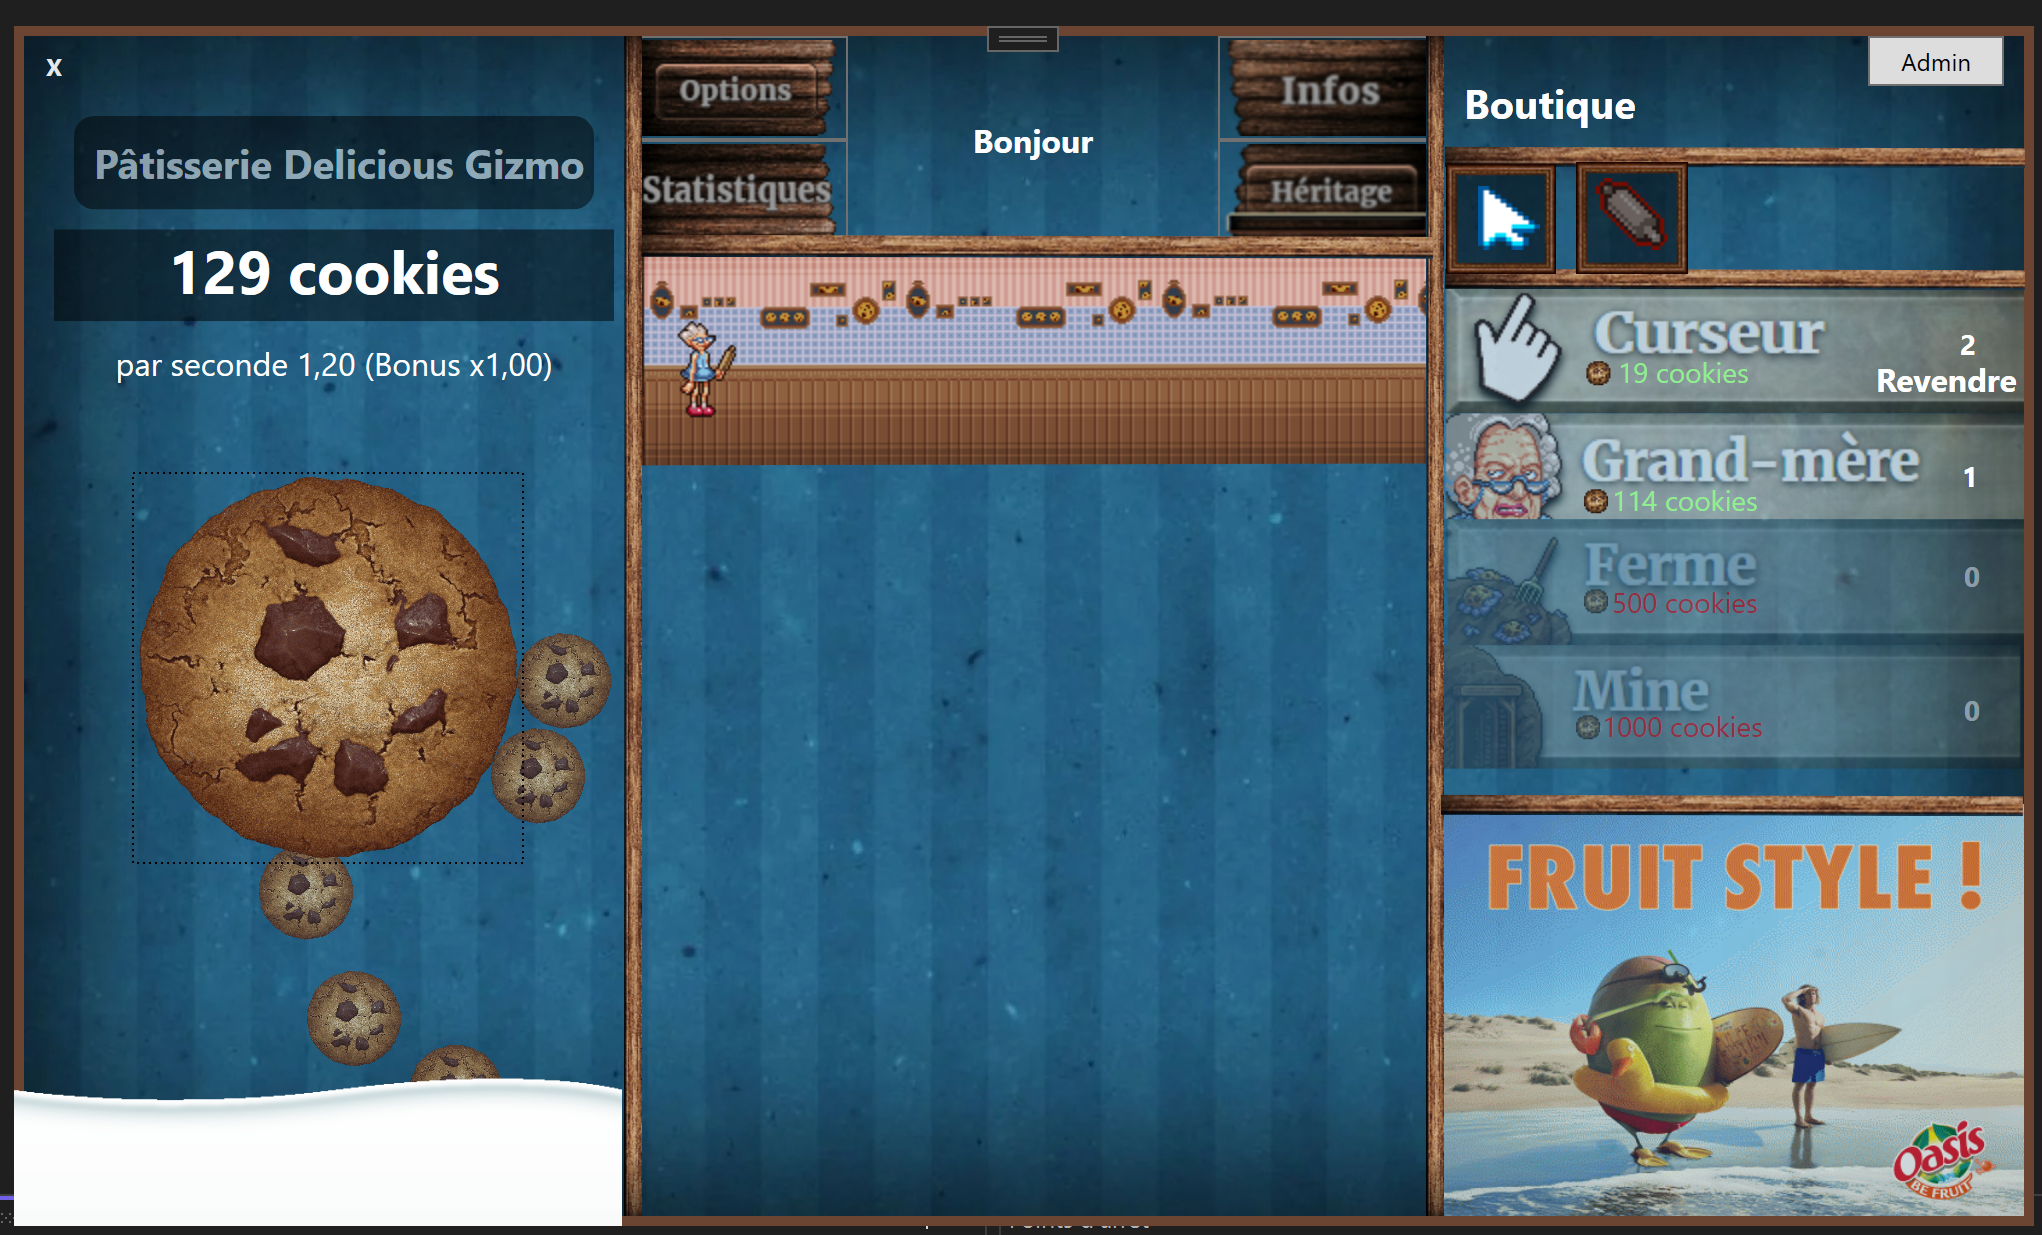 x
Pâtisserie Delicious Gizmo
129 cookies
par seconde 1,20 (Bonus x1,00)
Options
Statistiques
Bonjour
Infos
Héritage
Admin
Boutique
Curseur
19 cookies
2
Revendre
Grand-mère
114 cookies
1
Ferme
500 cookies
0
Mine
1000 cookies
0
FRUIT STYLE !
Oasis
BE FRUIT